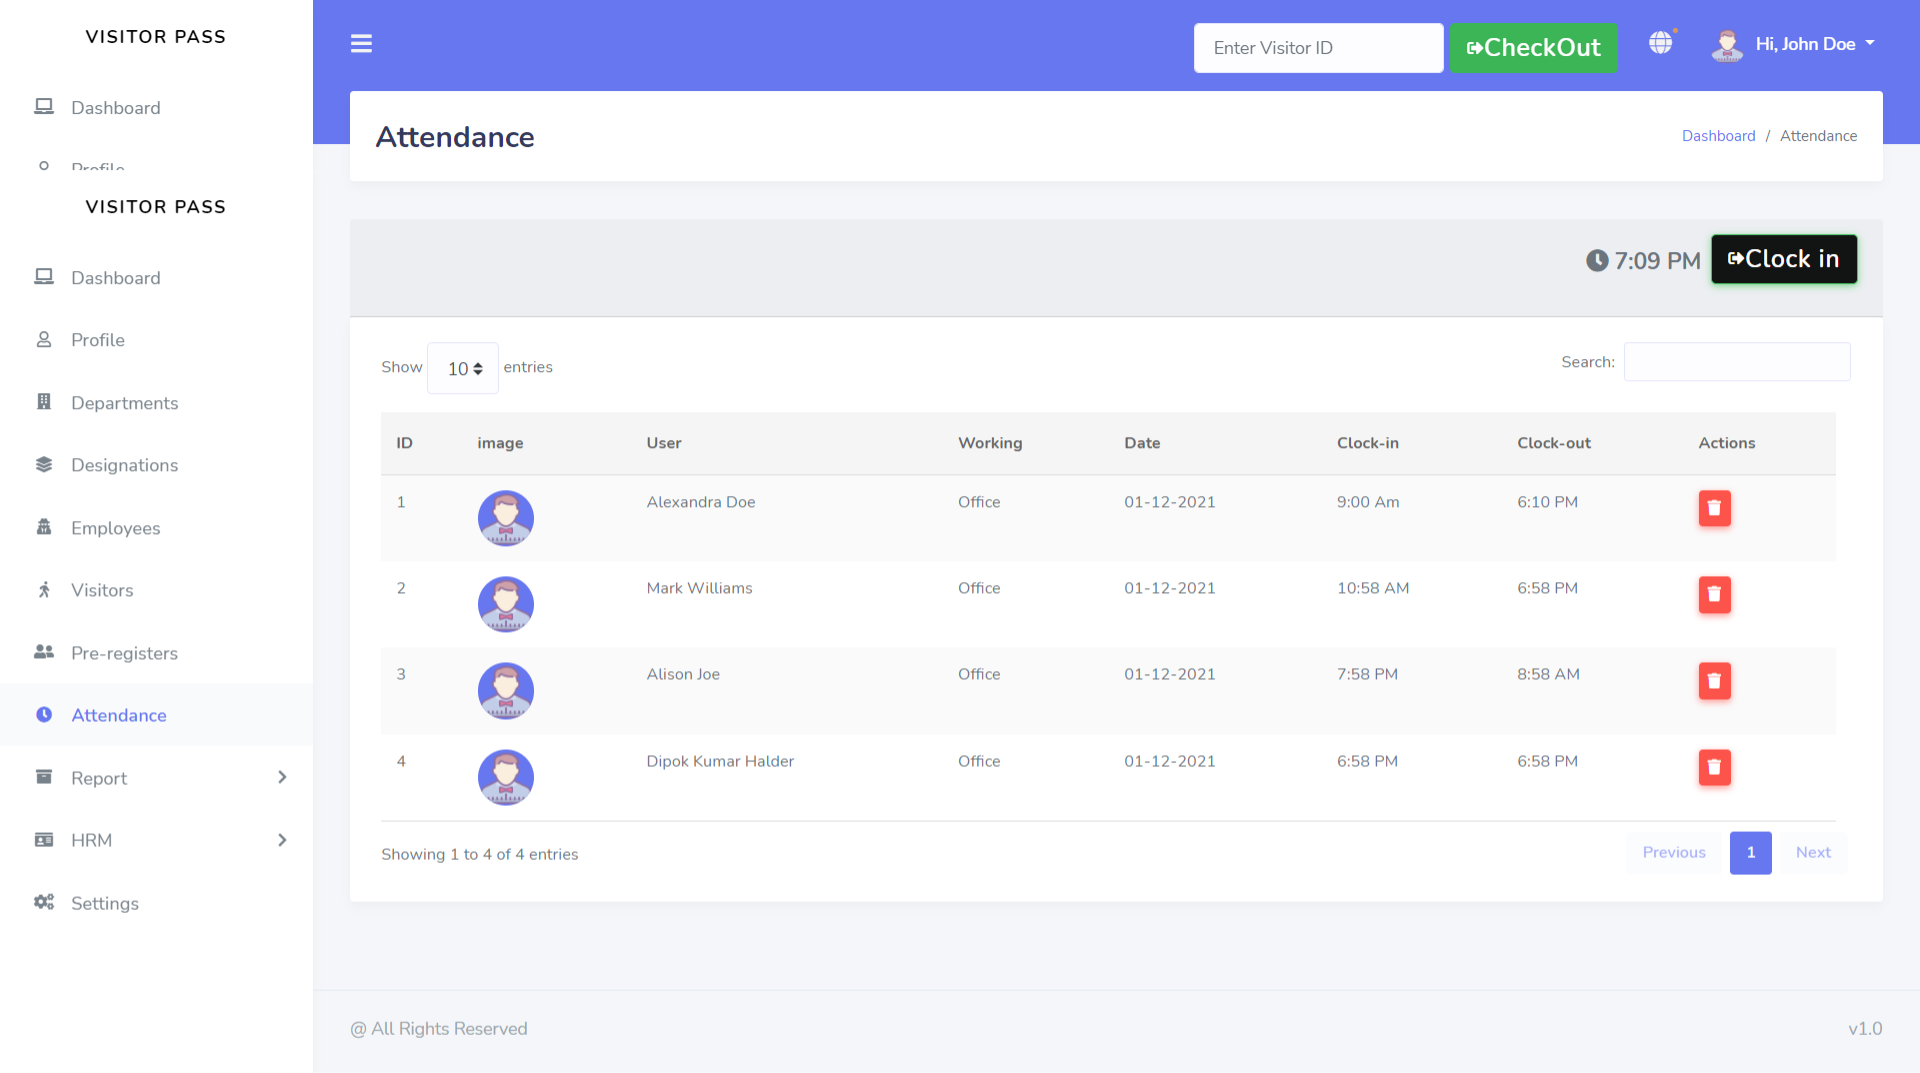 VISITOR PASS
Dashboard
Profile
VISITOR PASS
Dashboard
Profile
Departments
Designations
Employees
Visitors
Pre-registers
Attendance
Report
HRM
Settings
Enter Visitor ID
CheckOut
Hi, John Doe
Attendance
Dashboard / Attendance
7:09 PM
Clock in
Show 10 entries
Search:
ID image User Working Date Clock-in Clock-out Actions
1 Alexandra Doe Office 01-12-2021 9:00 Am 6:10 PM
2 Mark Williams Office 01-12-2021 10:58 AM 6:58 PM
3 Alison Joe Office 01-12-2021 7:58 PM 8:58 AM
4 Dipok Kumar Halder Office 01-12-2021 6:58 PM 6:58 PM
Showing 1 to 4 of 4 entries
Previous 1 Next
@ All Rights Reserved
v1.0